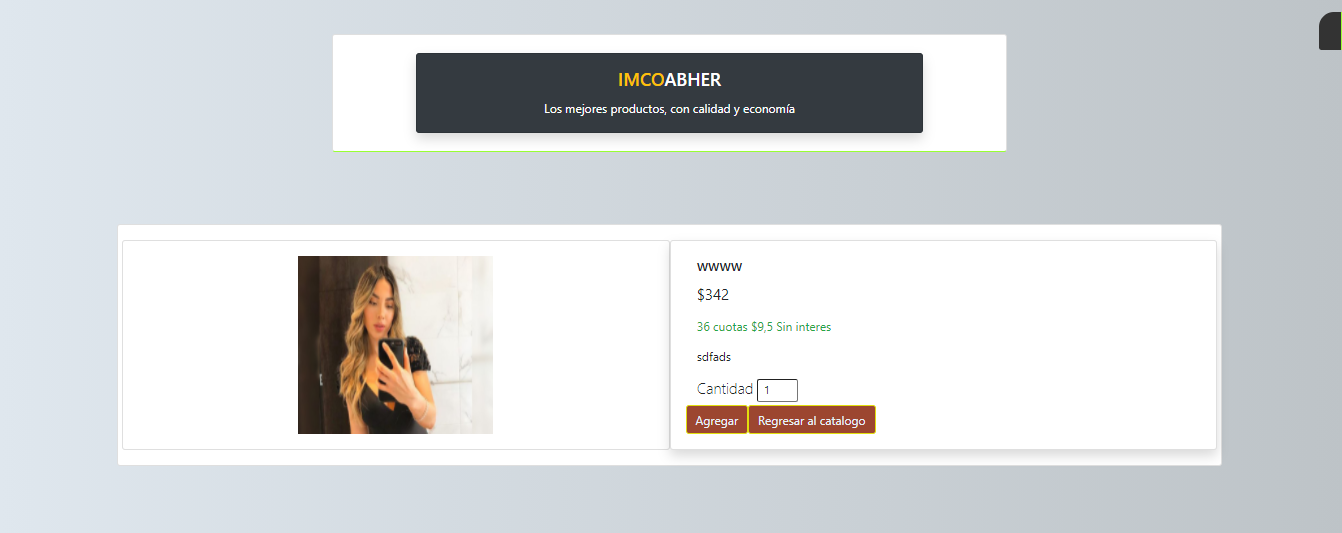 IMCOABHER
Los mejores productos, con calidad y economía
wwww
$342
36 cuotas $9,5 Sin interes
sdfads
Cantidad 1
Agregar Regresar al catalogo